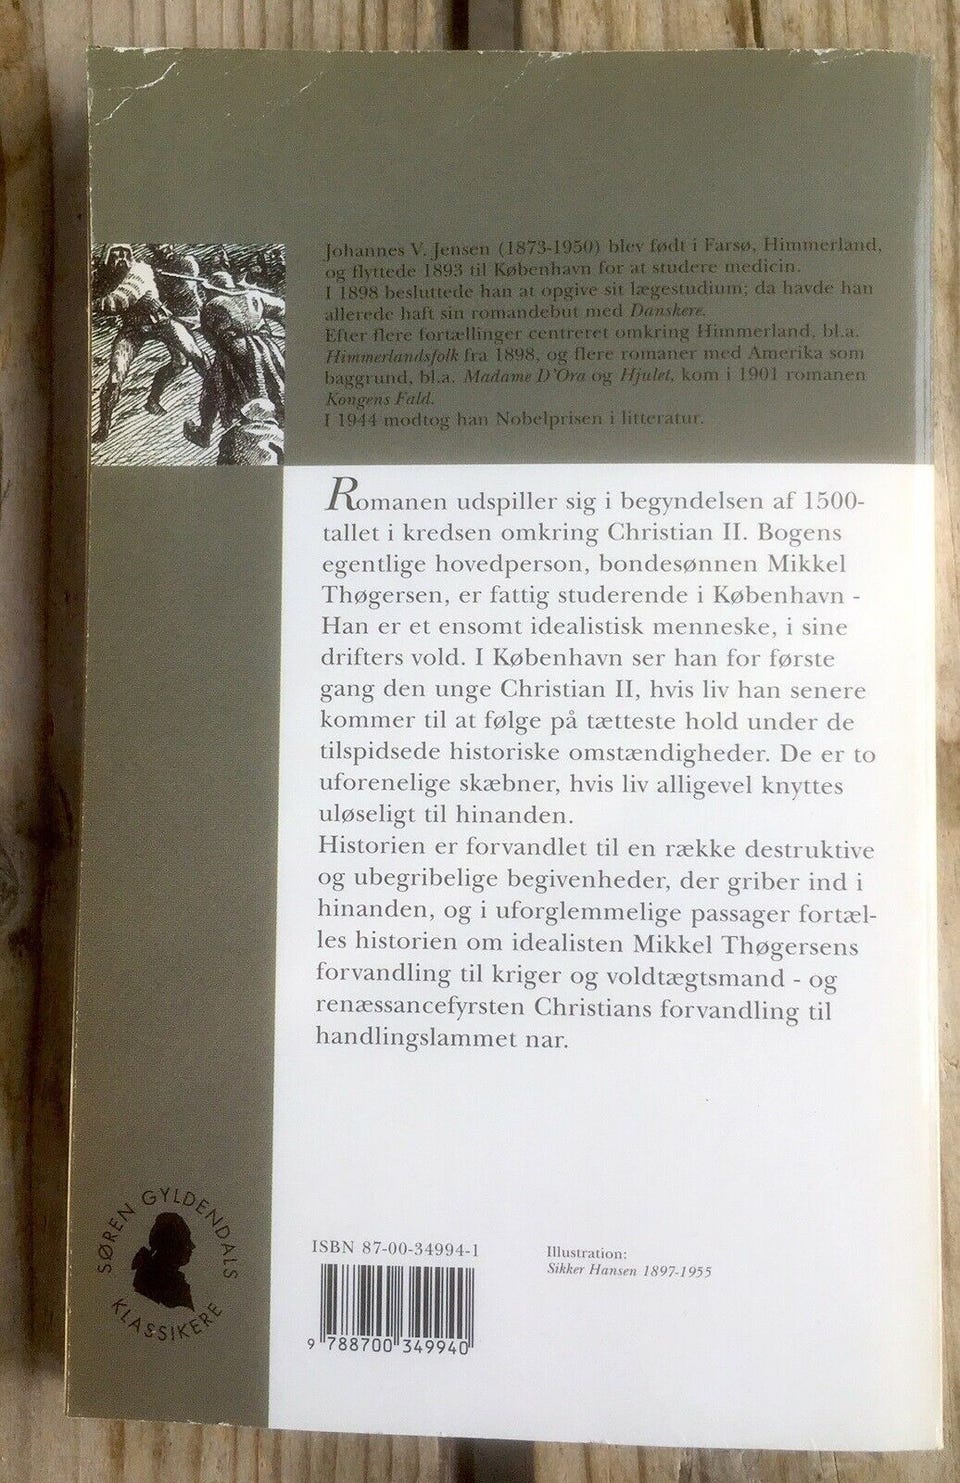 Johannes V. Jensen (1873-1950) blev født i Farsø, Himmerland,
og flyttede 1893 til København for at studere medicin.
I 1898 besluttede han at opgive sit lægestudium; da havde han
allerede haft sin romandebut med Danskere.
Efter flere fortællinger centreret omkring Himmerland, bl.a.
Himmerlandsfolk fra 1898, og flere romaner med Amerika som
baggrund, bl.a. Madame D'Ora og Hjulet, kom i 1901 romanen
Kongens Fald.
I 1944 modtog han Nobelprisen i litteratur.
Romanen udspiller sig i begyndelsen af 1500-
tallet i kredsen omkring Christian II. Bogens
egentlige hovedperson, bondesønnen Mikkel
Thøgersen, er fattig studerende i København -
Han er et ensomt idealistisk menneske, i sine
drifters vold. I København ser han for første
gang den unge Christian II, hvis liv han senere
kommer til at følge på tætteste hold under de
tilspidsede historiske omstændigheder. De er to
uforenelige skæbner, hvis liv alligevel knyttes
uløseligt til hinanden.
Historien er forvandlet til en række destruktive
og ubegribelige begivenheder, der griber ind i
hinanden, og i uforglemmelige passager fortæl-
les historien om idealisten Mikkel Thøgersens
forvandling til kriger og voldtægtsmand - og
renæssancefyrsten Christians forvandling til
handlingslammet nar.
SØREN GYLDENDALS
KLASSIKERE
ISBN 87-00-34994-1
9 788700 349940
Illustration:
Sikker Hansen 1897-1955